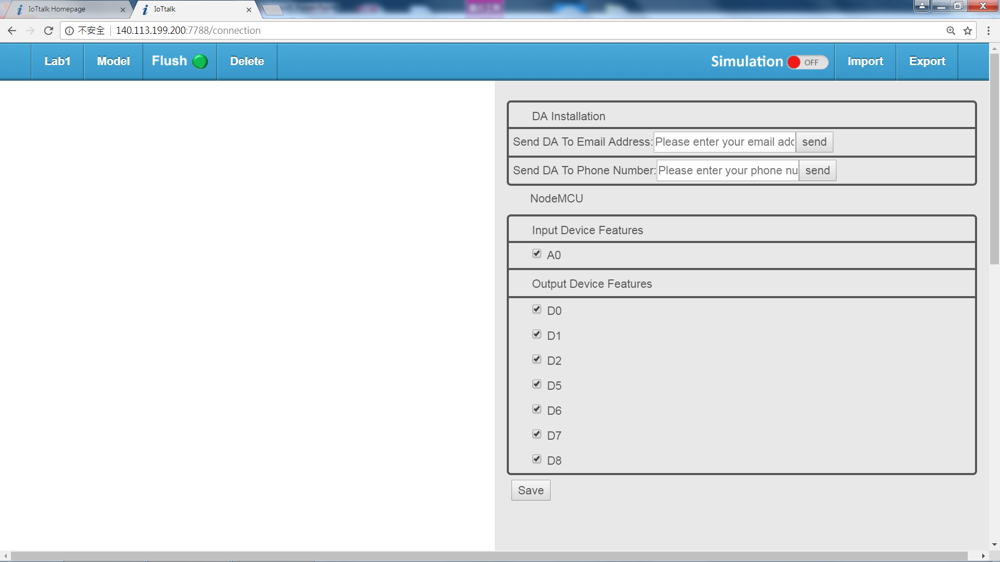 IoTtalk Homepage
IoTtalk
不安全
140.113.199.200:7788/connection
Lab1
Model
Flush
Delete
Simulation
OFF
Import
Export
DA Installation
Send DA To Email Address: Please enter your email add send
Send DA To Phone Number: Please enter your phone nu send
NodeMCU
Input Device Features
A0
Output Device Features
D0
D1
D2
D5
D6
D7
D8
Save